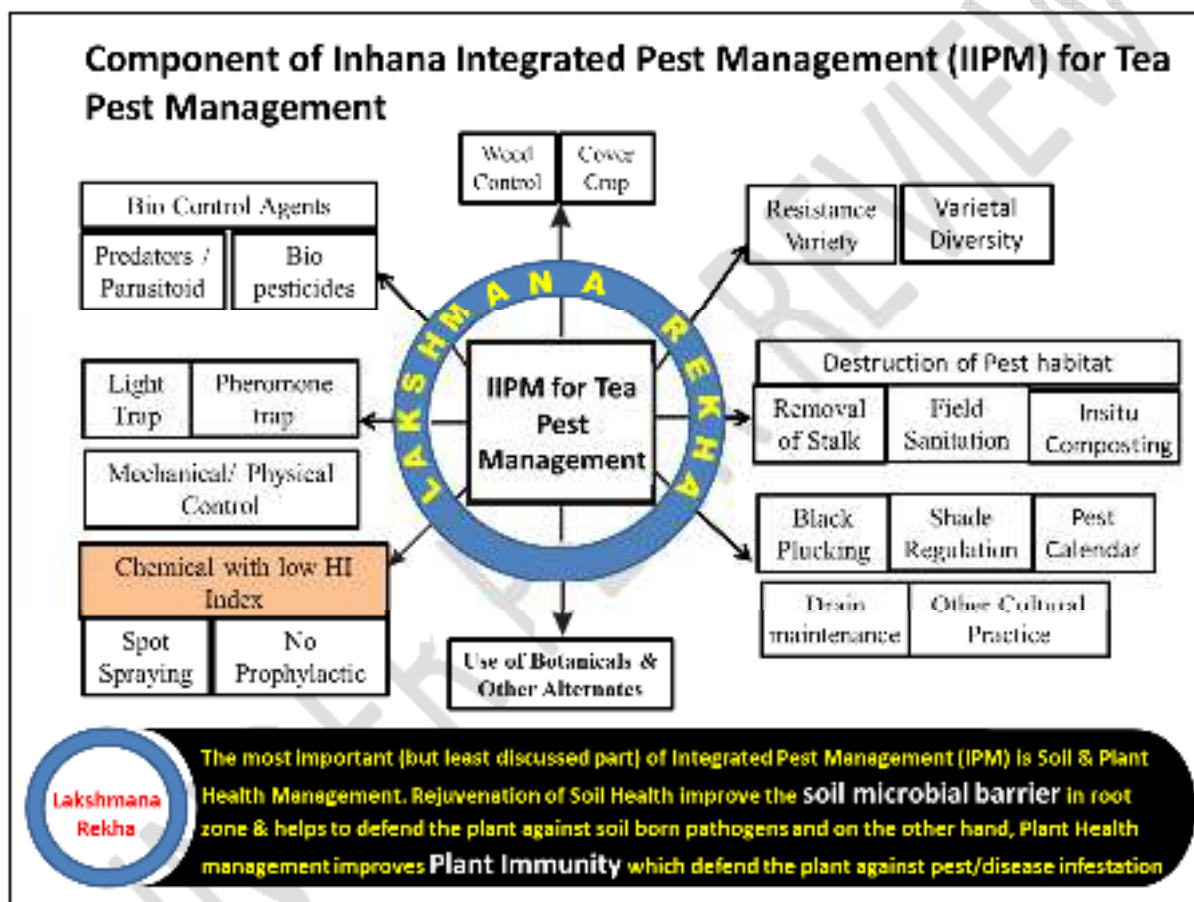 Component of Inhana Integrated Pest Management (IIPM) for Tea
Pest Management
Weed
Control
Cover
Crop
Bio Control Agents
Predators /
Parasitoid
Bio
pesticides
Resistance
Variety
Varietal
Diversity
LAKSHMANA REKHA
IIPM for Tea
Pest
Management
Light
Trap
Pheromone
trap
Mechanical/ Physical
Control
Destruction of Pest habitat
Removal
of Stalk
Field
Sanitation
Insitu
Composting
Black
Plucking
Shade
Regulation
Pest
Calendar
Drain
maintenance
Other Cultural
Practice
Chemical with low HI
Index
Spot
Spraying
No
Prophylactic
Use of Botanicals &
Other Alternates
Lakshmana
Rekha
The most important (but least discussed part) of Integrated Pest Management (IPM) is Soil & Plant
Health Management. Rejuvenation of Soil Health improve the soil microbial barrier in root
zone & helps to defend the plant against soil born pathogens and on the other hand, Plant Health
management improves Plant Immunity which defend the plant against pest/disease infestation
UNDER PEER REVIEW